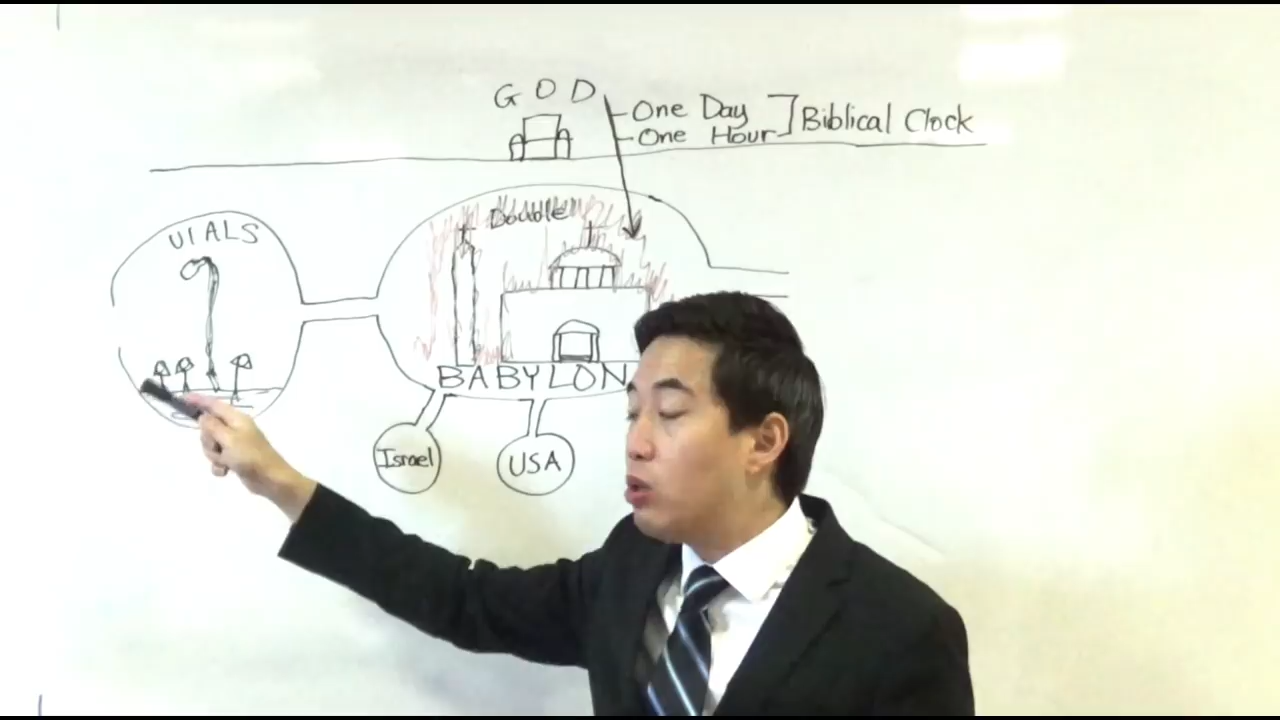 GOD
One Day
One Hour
Biblical Clock
VIALS
Double
BABYLON
Israel
USA